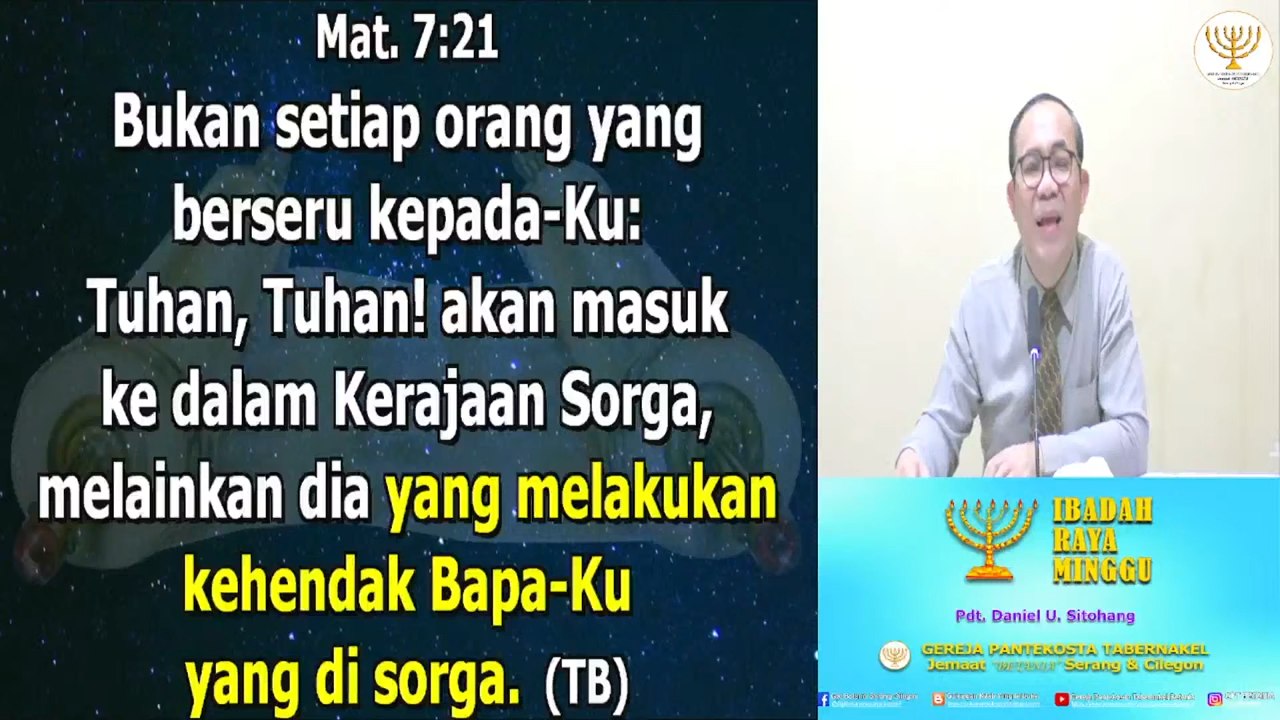 Mat. 7:21
Bukan setiap orang yang
berseru kepada-Ku:
Tuhan, Tuhan! akan masuk
ke dalam Kerajaan Sorga,
melainkan dia yang melakukan
kehendak Bapa-Ku
yang di sorga. (TB)
IBADAH
RAYA
MINGGU
Pdt. Daniel U. Sitohang
GEREJA PANTEKOSTA TABERNAKEL
Jemaat Serang & Cilegon